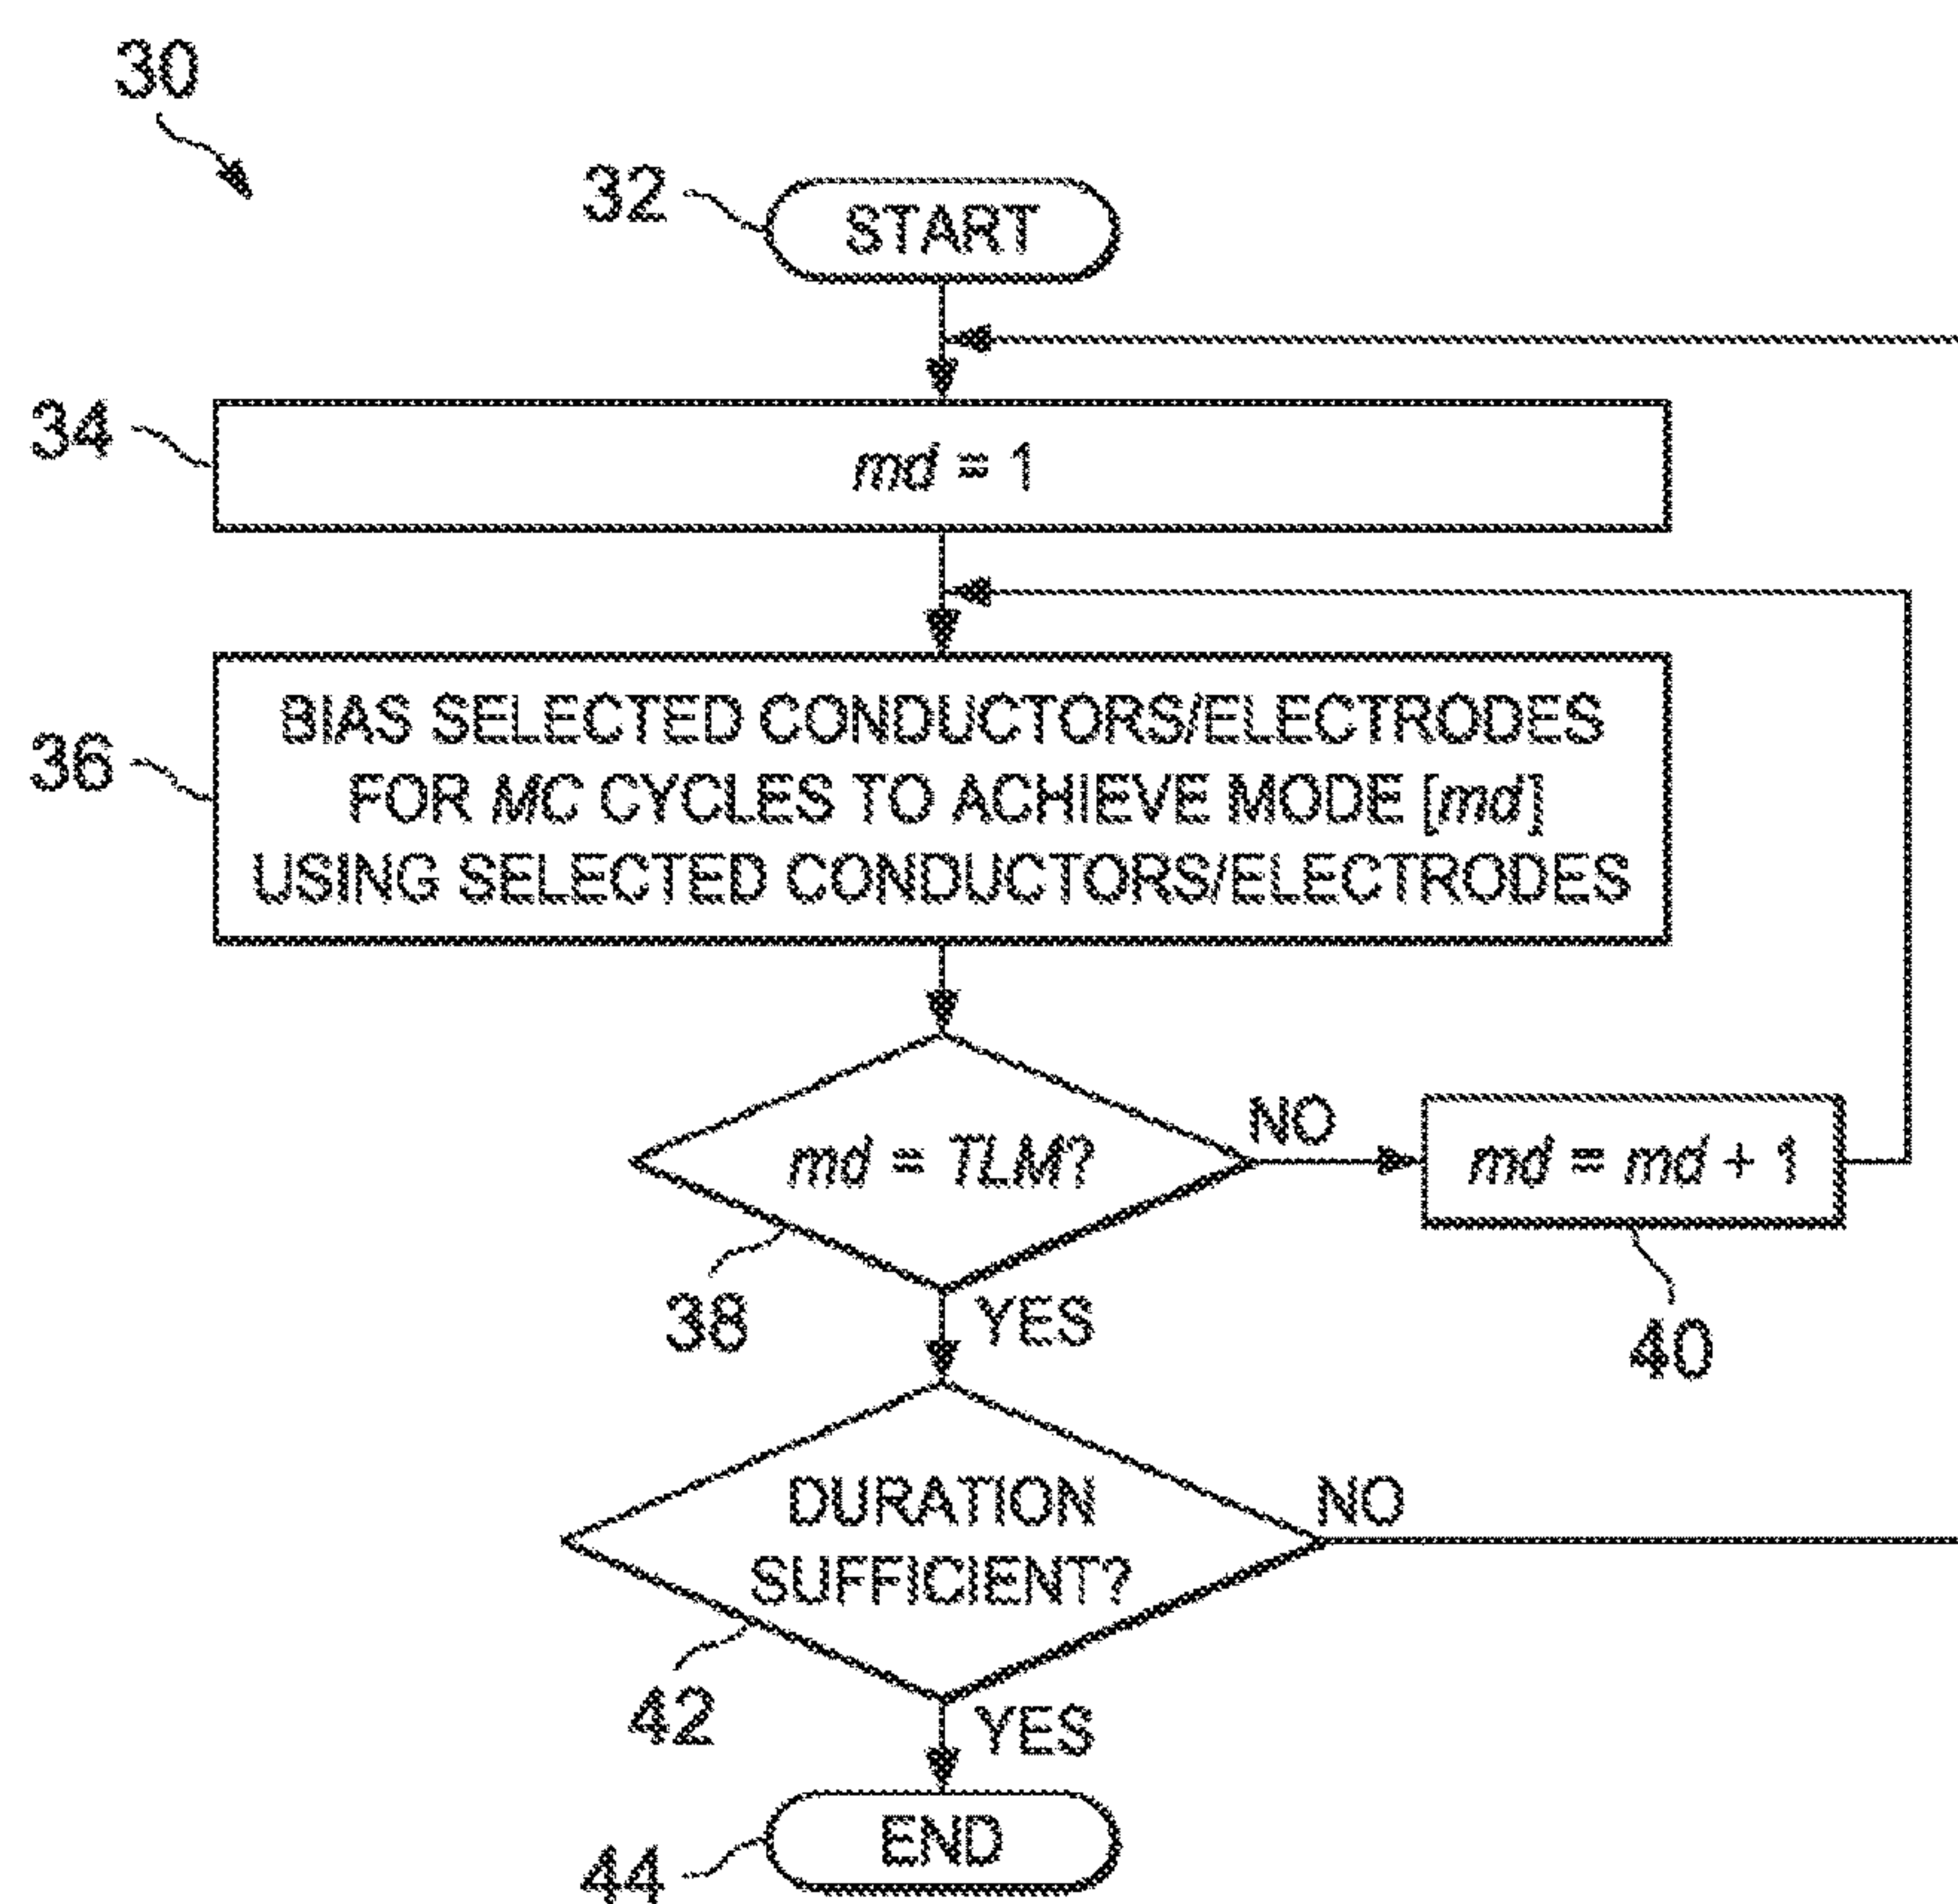 30
32
START
34
md = 1
36
BIAS SELECTED CONDUCTORS/ELECTRODES
FOR MC CYCLES TO ACHIEVE MODE [md]
USING SELECTED CONDUCTORS/ELECTRODES
md = TLM?
NO
md = md + 1
38
YES
40
DURATION
SUFFICIENT?
NO
42
YES
END
44